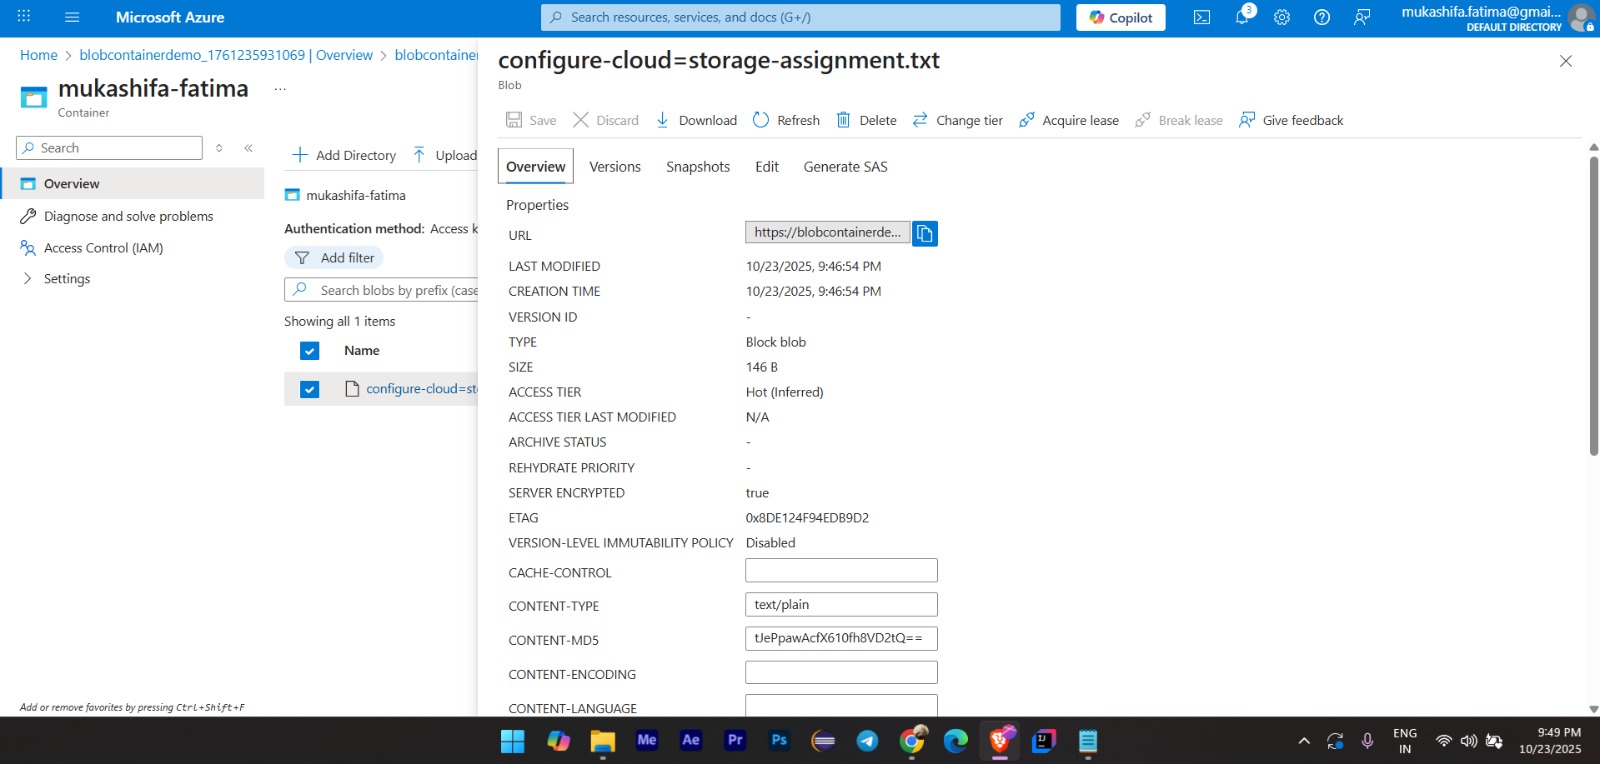 Microsoft Azure
Search resources, services, and docs (G+/)
Copilot
3
mukashifa.fatima@gmai...
DEFAULT DIRECTORY
Home > blobcontainerdemo_1761235931069 | Overview > blobcontainer
mukashifa-fatima
...
Container
Search
Overview
Diagnose and solve problems
Access Control (IAM)
Settings
Add or remove favorites by pressing Ctrl+Shift+F
Add Directory
Upload
mukashifa-fatima
Authentication method: Access k
Add filter
Search blobs by prefix (case
Showing all 1 items
Name
configure-cloud=sto
configure-cloud=storage-assignment.txt
Blob
Save
Discard
Download
Refresh
Delete
Change tier
Acquire lease
Break lease
Give feedback
Overview
Versions
Snapshots
Edit
Generate SAS
Properties
URL https://blobcontainerde...
LAST MODIFIED 10/23/2025, 9:46:54 PM
CREATION TIME 10/23/2025, 9:46:54 PM
VERSION ID -
TYPE Block blob
SIZE 146 B
ACCESS TIER Hot (Inferred)
ACCESS TIER LAST MODIFIED N/A
ARCHIVE STATUS -
REHYDRATE PRIORITY -
SERVER ENCRYPTED true
ETAG 0x8DE124F94EDB9D2
VERSION-LEVEL IMMUTABILITY POLICY Disabled
CACHE-CONTROL
CONTENT-TYPE text/plain
CONTENT-MD5 tJePpawAcfX610fh8VD2tQ==
CONTENT-ENCODING
CONTENT-LANGUAGE
Me
Ae
Pr
Ps
IJ
ENG
IN
9:49 PM
10/23/2025